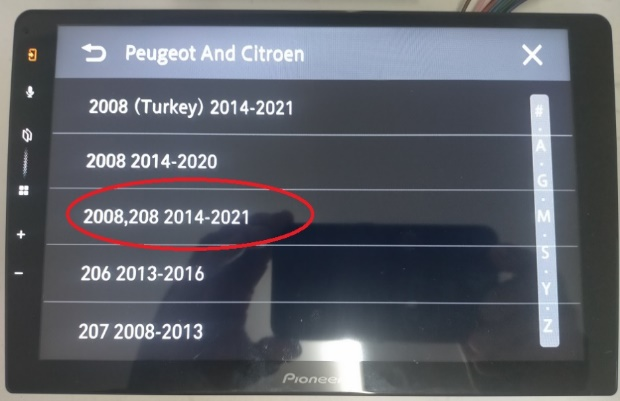 Peugeot And Citroen
2008 (Turkey) 2014-2021
2008 2014-2020
2008,208 2014-2021
206 2013-2016
207 2008-2013
#
A
G
M
S
Y
Z
Pioneer